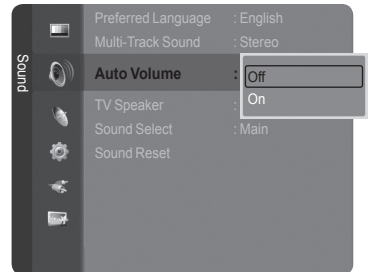 Sound
Preferred Language : English
Multi-Track Sound : Stereo
Auto Volume :
Off
On
TV Speaker :
Sound Select : Main
Sound Reset